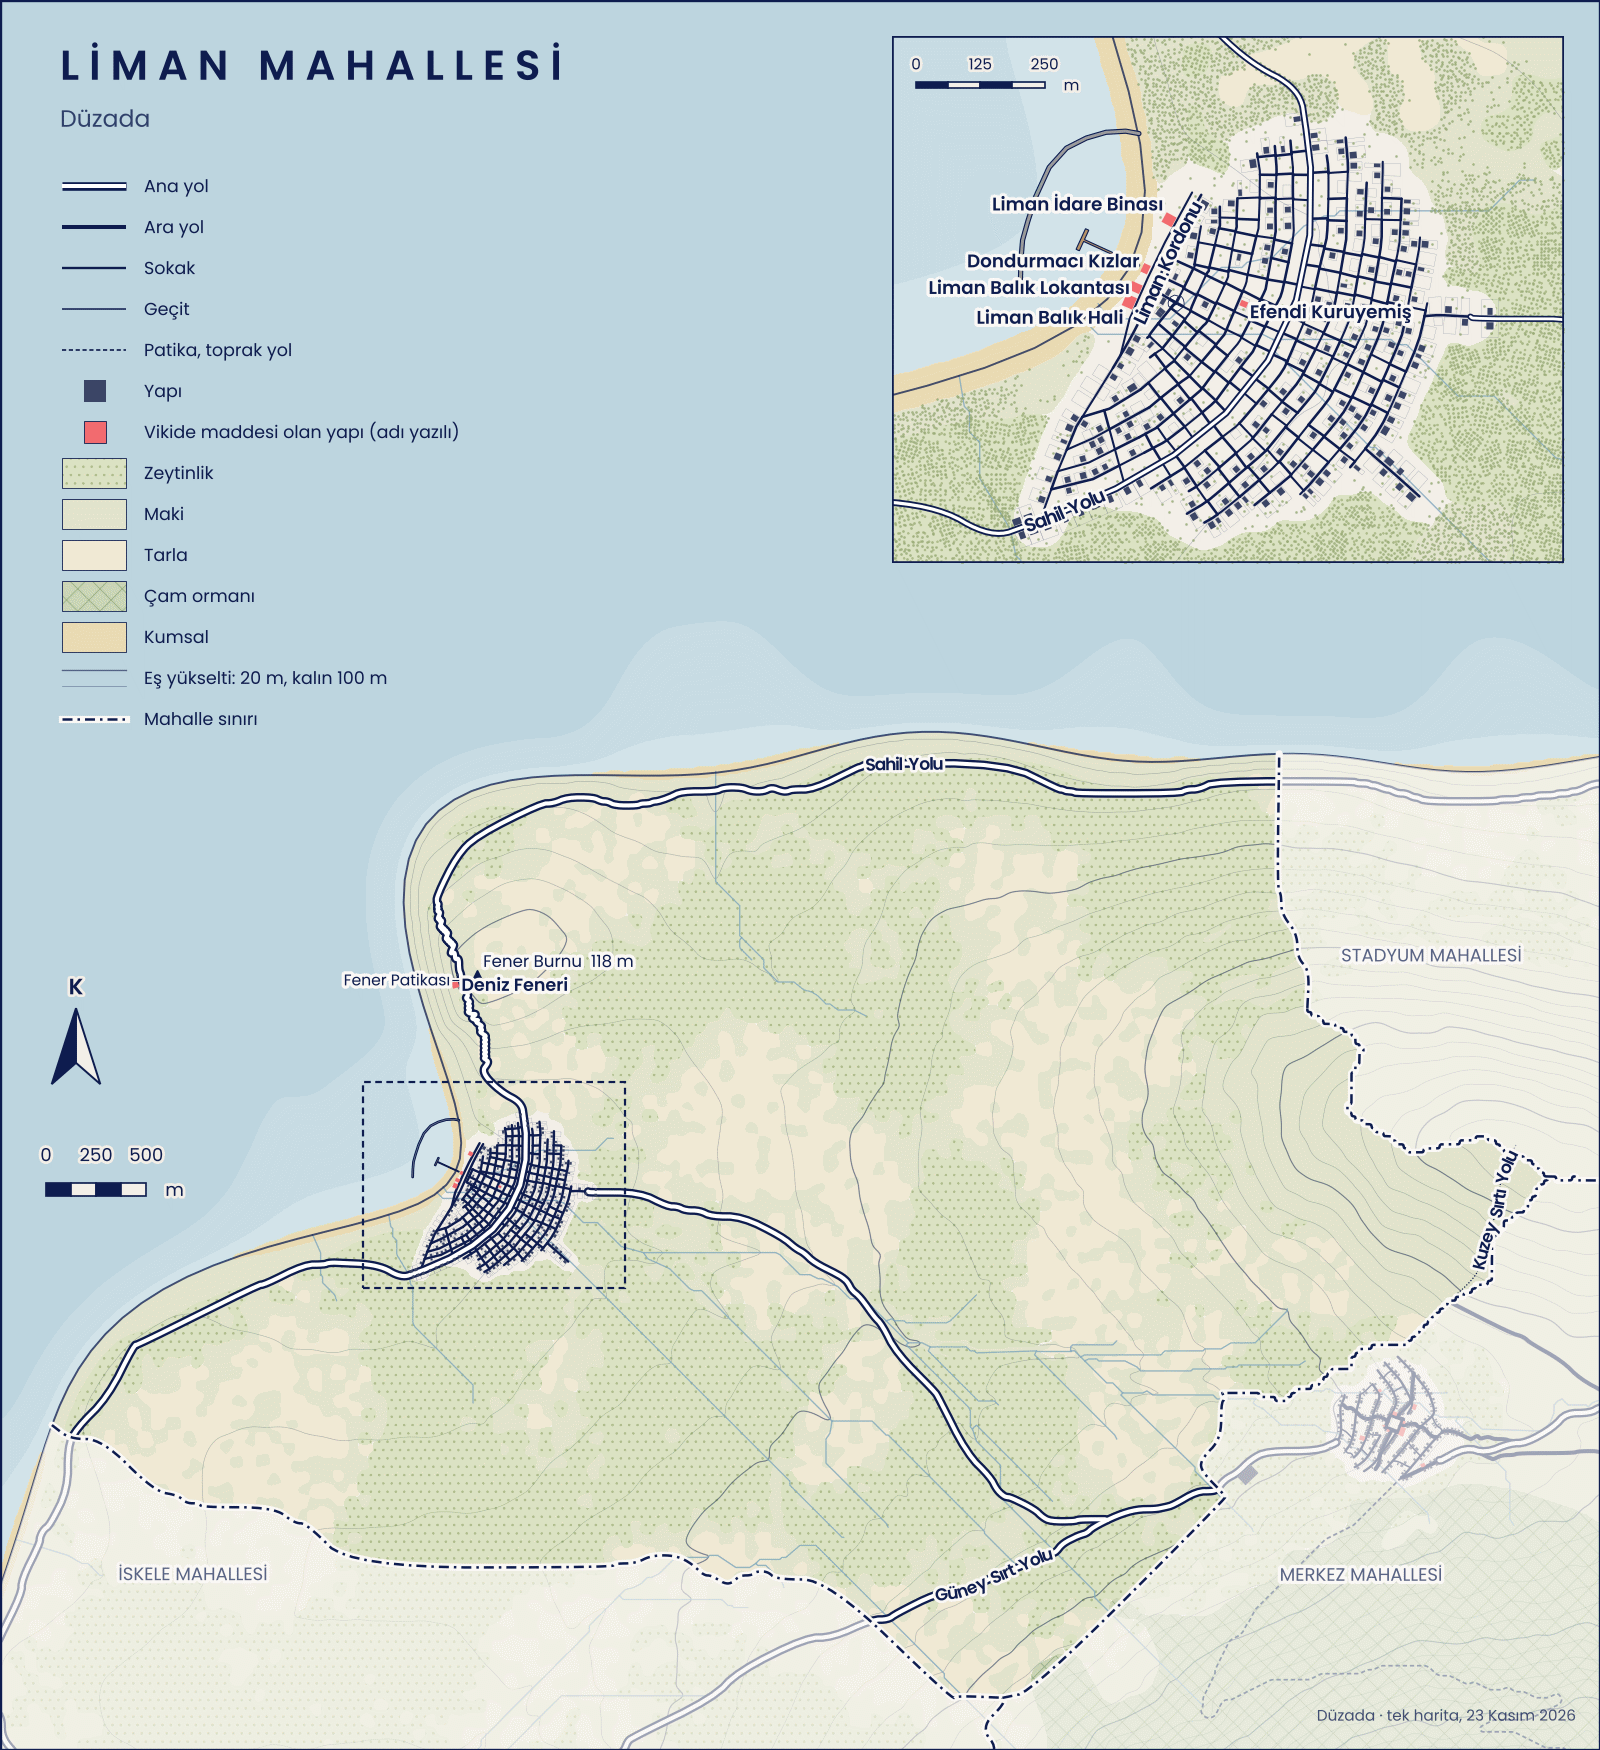 LİMAN MAHALLESİ
Düzada
Ana yol
Ara yol
Sokak
Geçit
Patika, toprak yol
Yapı
Vikide maddesi olan yapı (adı yazılı)
Zeytinlik
Maki
Tarla
Çam ormanı
Kumsal
Eş yükselti: 20 m, kalın 100 m
Mahalle sınırı
0 125 250
m
Liman İdare Binası
Liman Kordonu
Dondurmacı Kızlar
Liman Balık Lokantası
Liman Balık Hali
Efendi Kuruyemiş
Sahil Yolu
Sahil Yolu
STADYUM MAHALLESİ
Fener Burnu 118 m
Fener Patikası
Deniz Feneri
K
0 250 500
m
Kuzey Sırtı Yolu
Güney Sırt Yolu
İSKELE MAHALLESİ
MERKEZ MAHALLESİ
Düzada · tek harita, 23 Kasım 2026